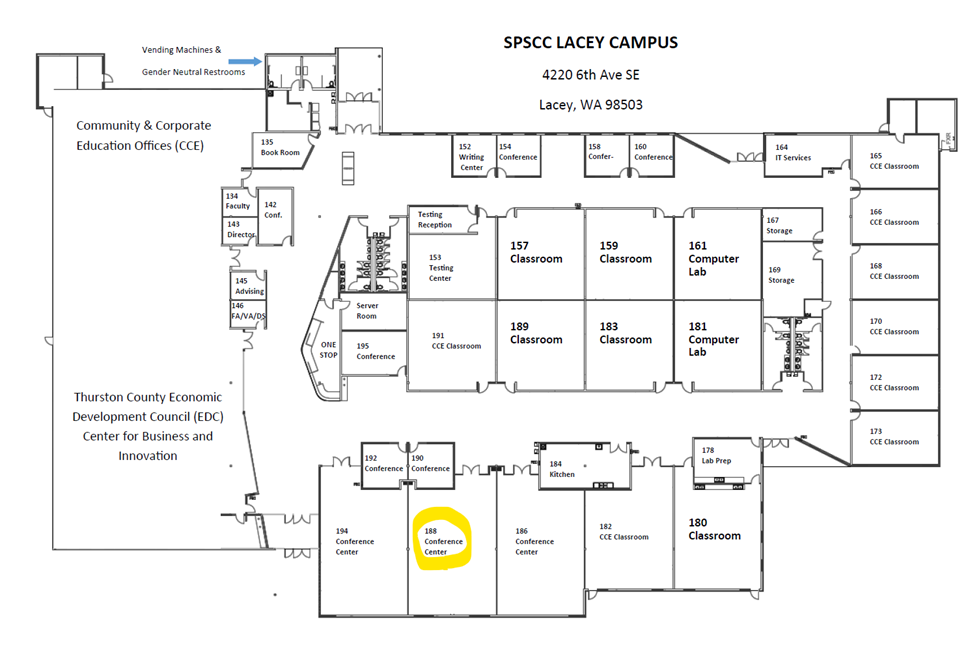 SPSCC LACEY CAMPUS
4220 6th Ave SE
Lacey, WA 98503
Vending Machines &
Gender Neutral Restrooms
Community & Corporate
Education Offices (CCE)
135
Book Room
152
Writing
Center
154
Conference
158
Confer-
160
Conference
164
IT Services
165
CCE Classroom
134
Faculty
142
Conf.
143
Director
Testing
Reception
153
Testing
Center
157
Classroom
159
Classroom
161
Computer
Lab
167
Storage
166
CCE Classroom
169
Storage
168
CCE Classroom
145
Advising
146
FA/VA/DS
Server
Room
ONE
STOP
195
Conference
191
CCE Classroom
189
Classroom
183
Classroom
181
Computer
Lab
170
CCE Classroom
172
CCE Classroom
173
CCE Classroom
Thurston County Economic
Development Council (EDC)
Center for Business and
Innovation
192
Conference
190
Conference
184
Kitchen
178
Lab Prep
194
Conference
Center
188
Conference
Center
186
Conference
Center
182
CCE Classroom
180
Classroom